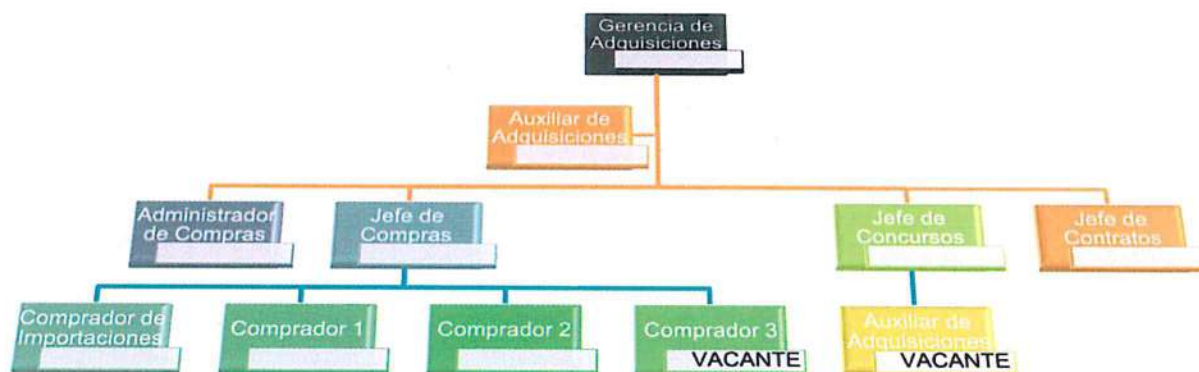 Gerencia de
Adquisiciones
Auxiliar de
Adquisiciones
Administrador
de Compras
Jefe de
Compras
Jefe de
Concursos
Jefe de
Contratos
Comprador de
Importaciones
Comprador 1
Comprador 2
Comprador 3
VACANTE
Auxiliar de
Adquisiciones
VACANTE